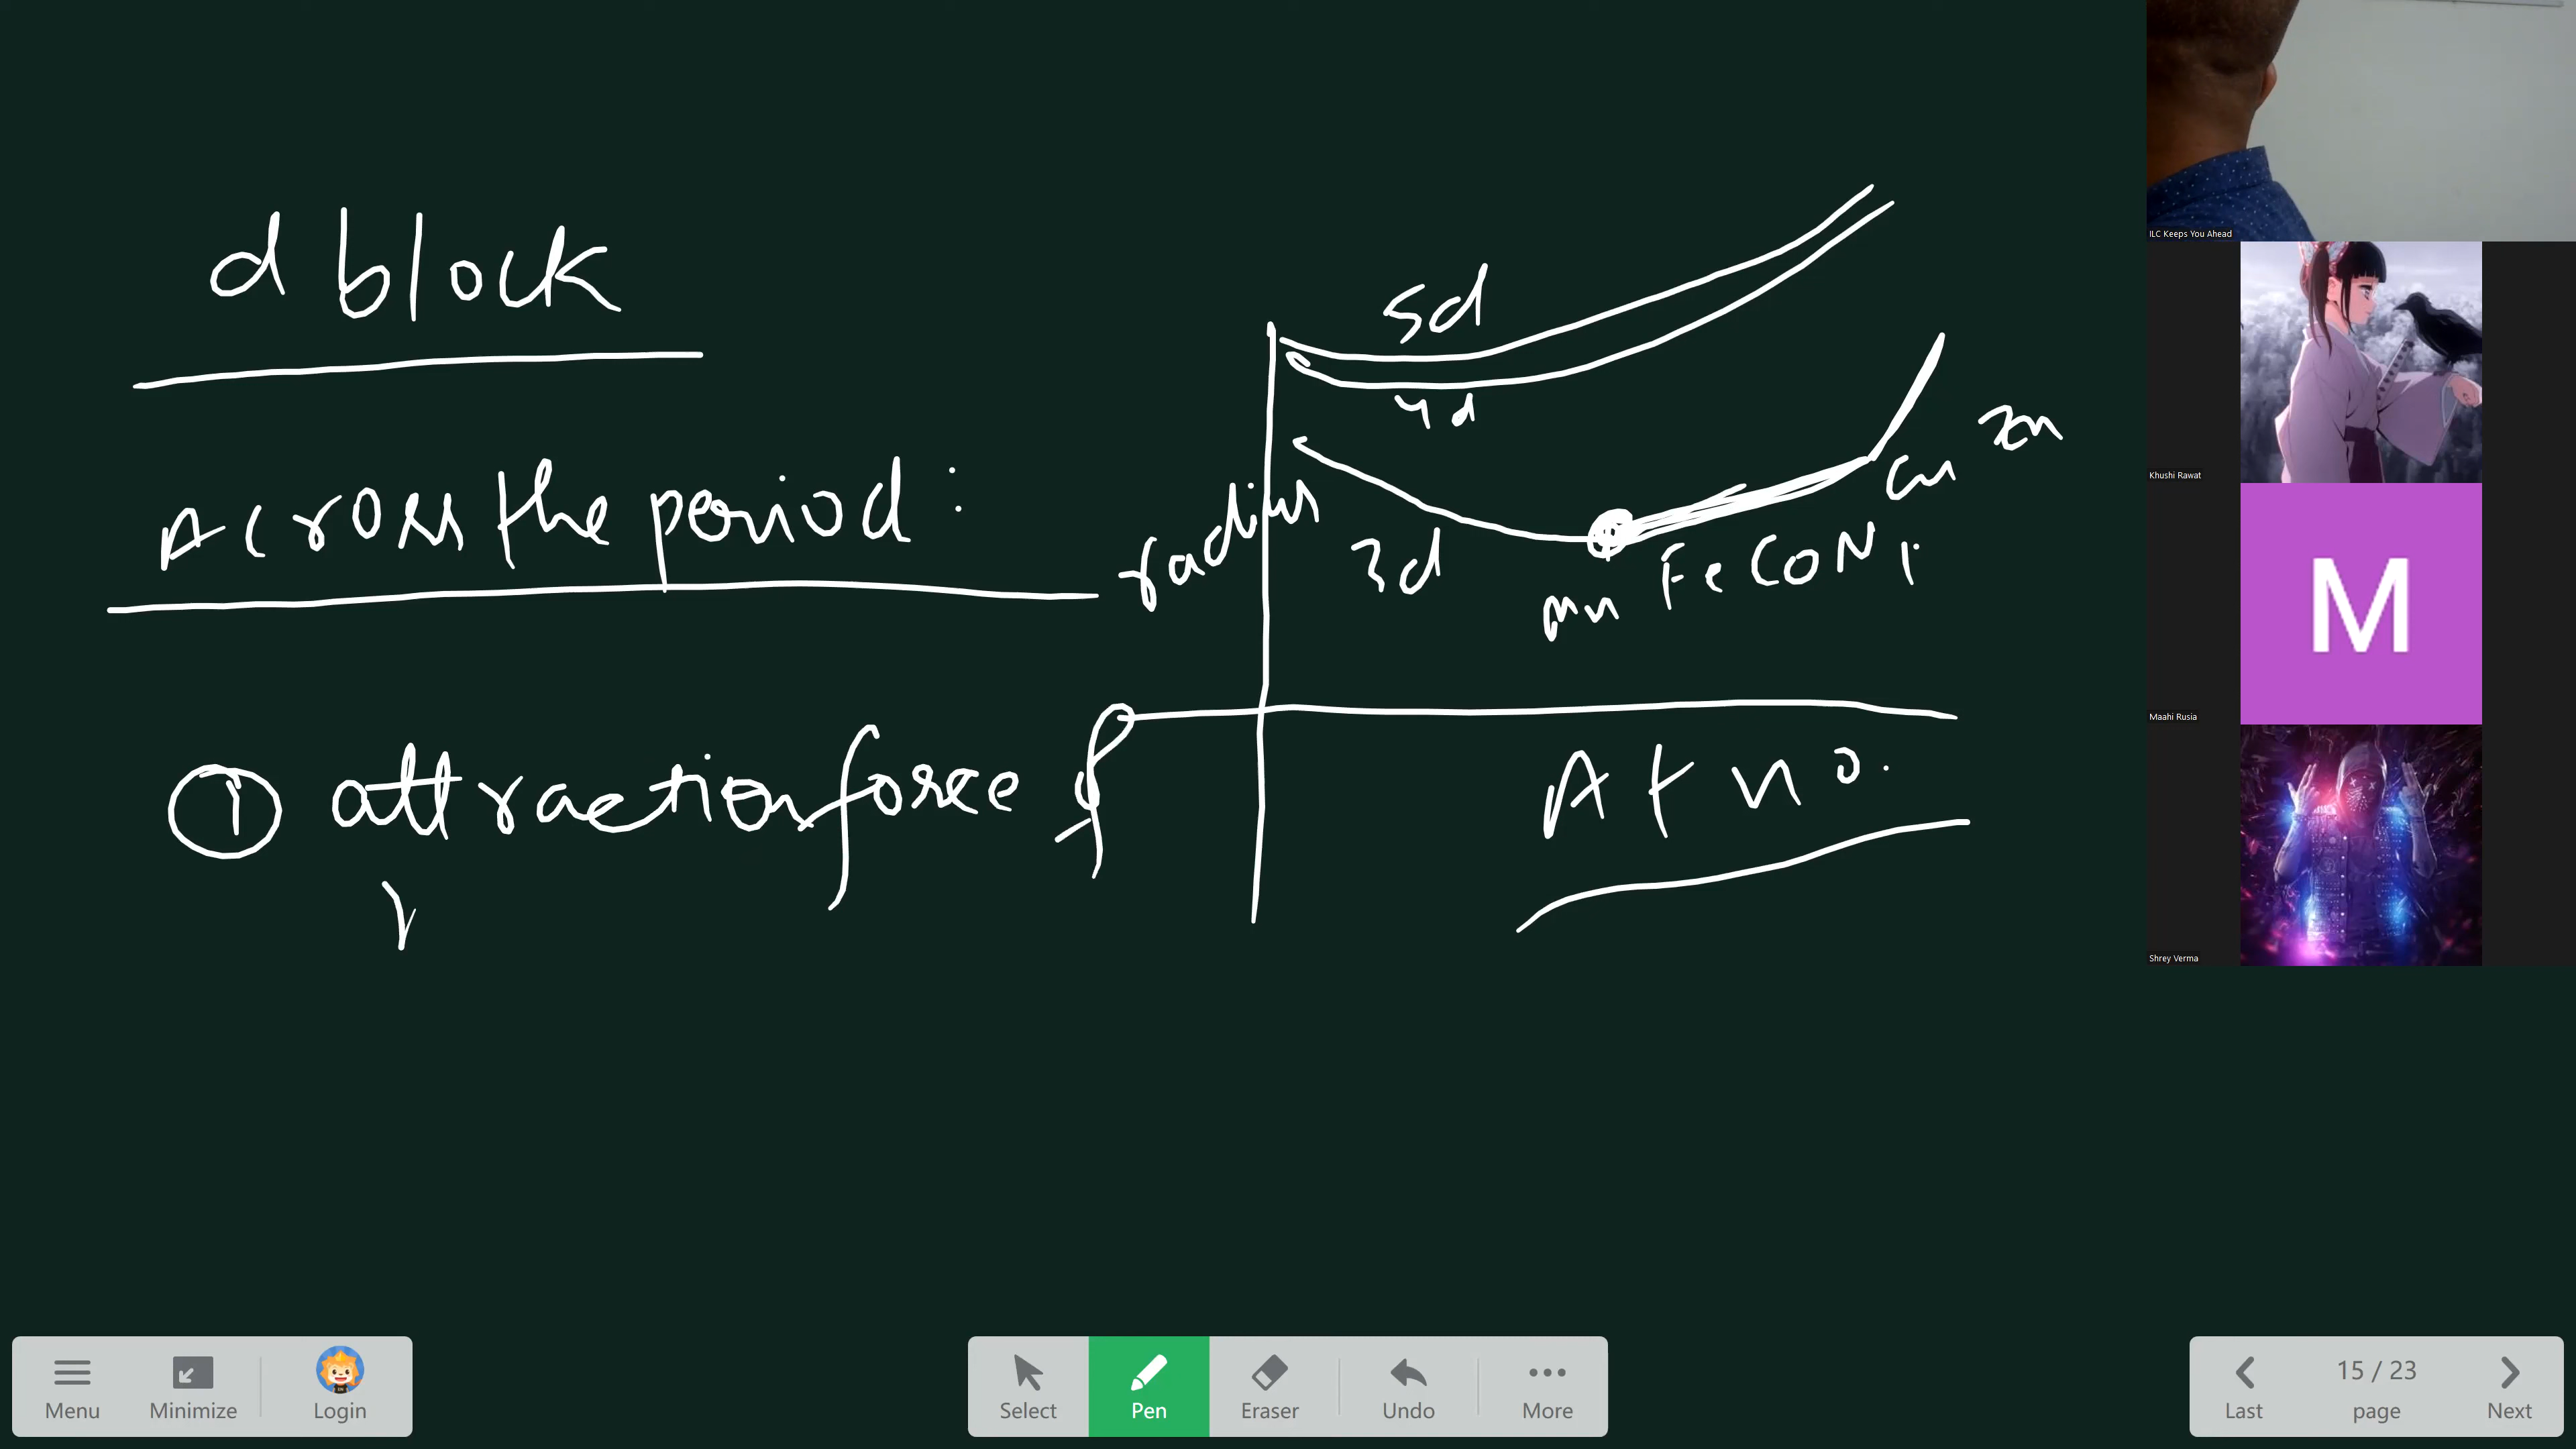 d block
Across the period :
① attraction force of
radius
5d
4d
3d
Mn Fe CO Ni
Cu Zn
At no.
ILC Keeps You Ahead
Khushi Rawat
M
Maahi Rusia
Shrey Verma
Menu
Minimize
Login
Select
Pen
Eraser
Undo
More
Last
15 / 23
page
Next